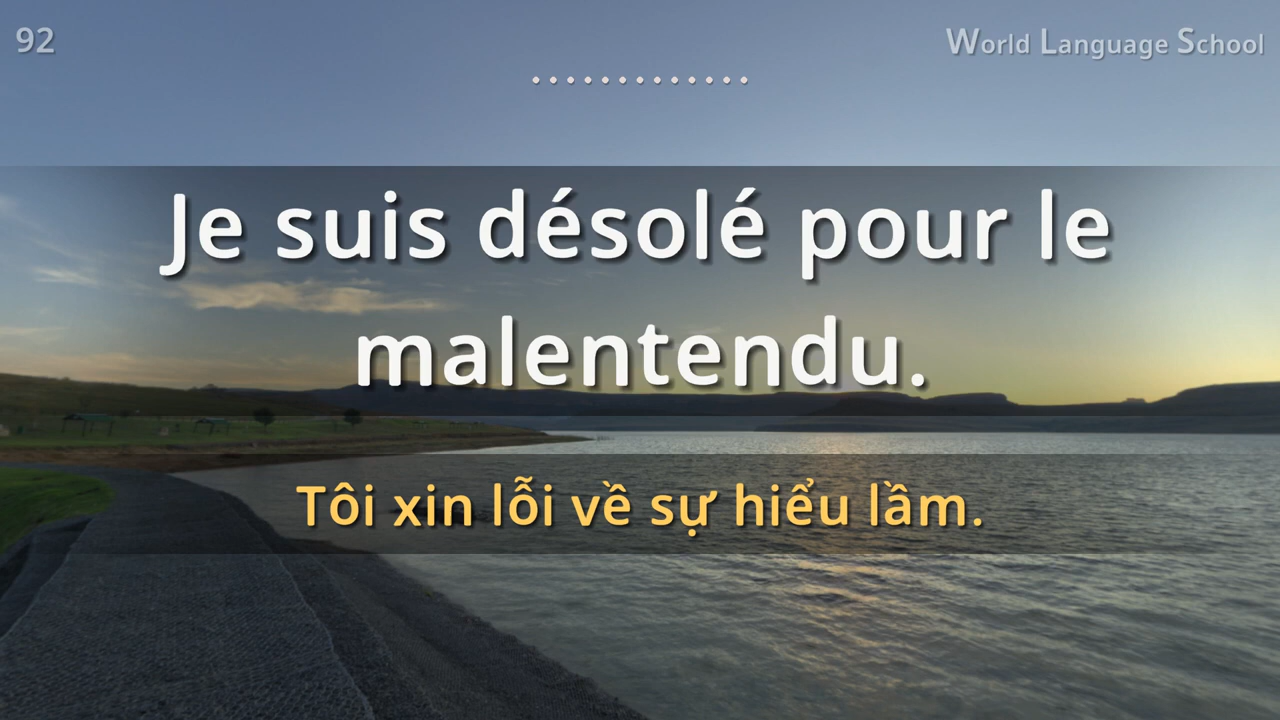 92
World Language School
Je suis désolé pour le
malentendu.
Tôi xin lỗi về sự hiểu lầm.